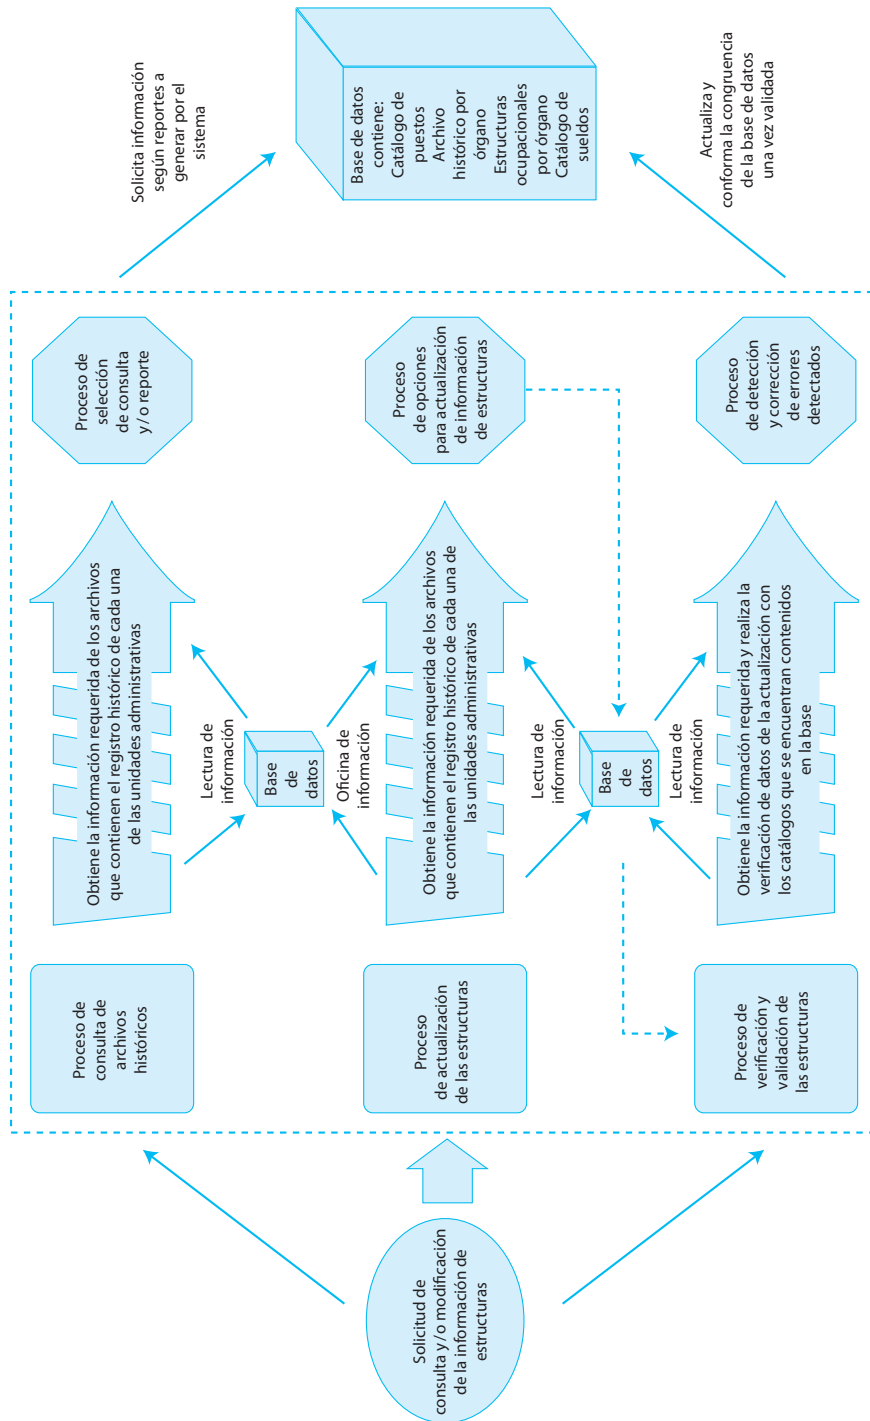 Solicitud de
consulta y/o modificación
de la información de
estructuras
Proceso de
consulta de
archivos
históricos
Obtiene la información requerida de los archivos
que contienen el registro histórico de cada una
de las unidades administrativas
Proceso de
selección
de consulta
y/o reporte
Lectura de
información
Base
de
datos
Oficina de
información
Proceso
de actualización
de las estructuras
Obtiene la información requerida de los archivos
que contienen el registro histórico de cada una de
las unidades administrativas
Proceso
de opciones
para actualización
de información
de estructuras
Lectura de
información
Base
de
datos
Lectura de
información
Proceso de
verificación y
validación de
las estructuras
Obtiene la información requerida y realiza la
verificación de datos de la actualización con
los catálogos que se encuentran contenidos
en la base
Proceso
de detección
y corrección
de errores
detectados
Solicita información
según reportes a
generar por el
sistema
Base de datos
contiene:
Catálogo de
puestos
Archivo
histórico por
órgano
Estructuras
ocupacionales
por órgano
Catálogo de
sueldos
Actualiza y
conforma la congruencia
de la base de datos
una vez validada